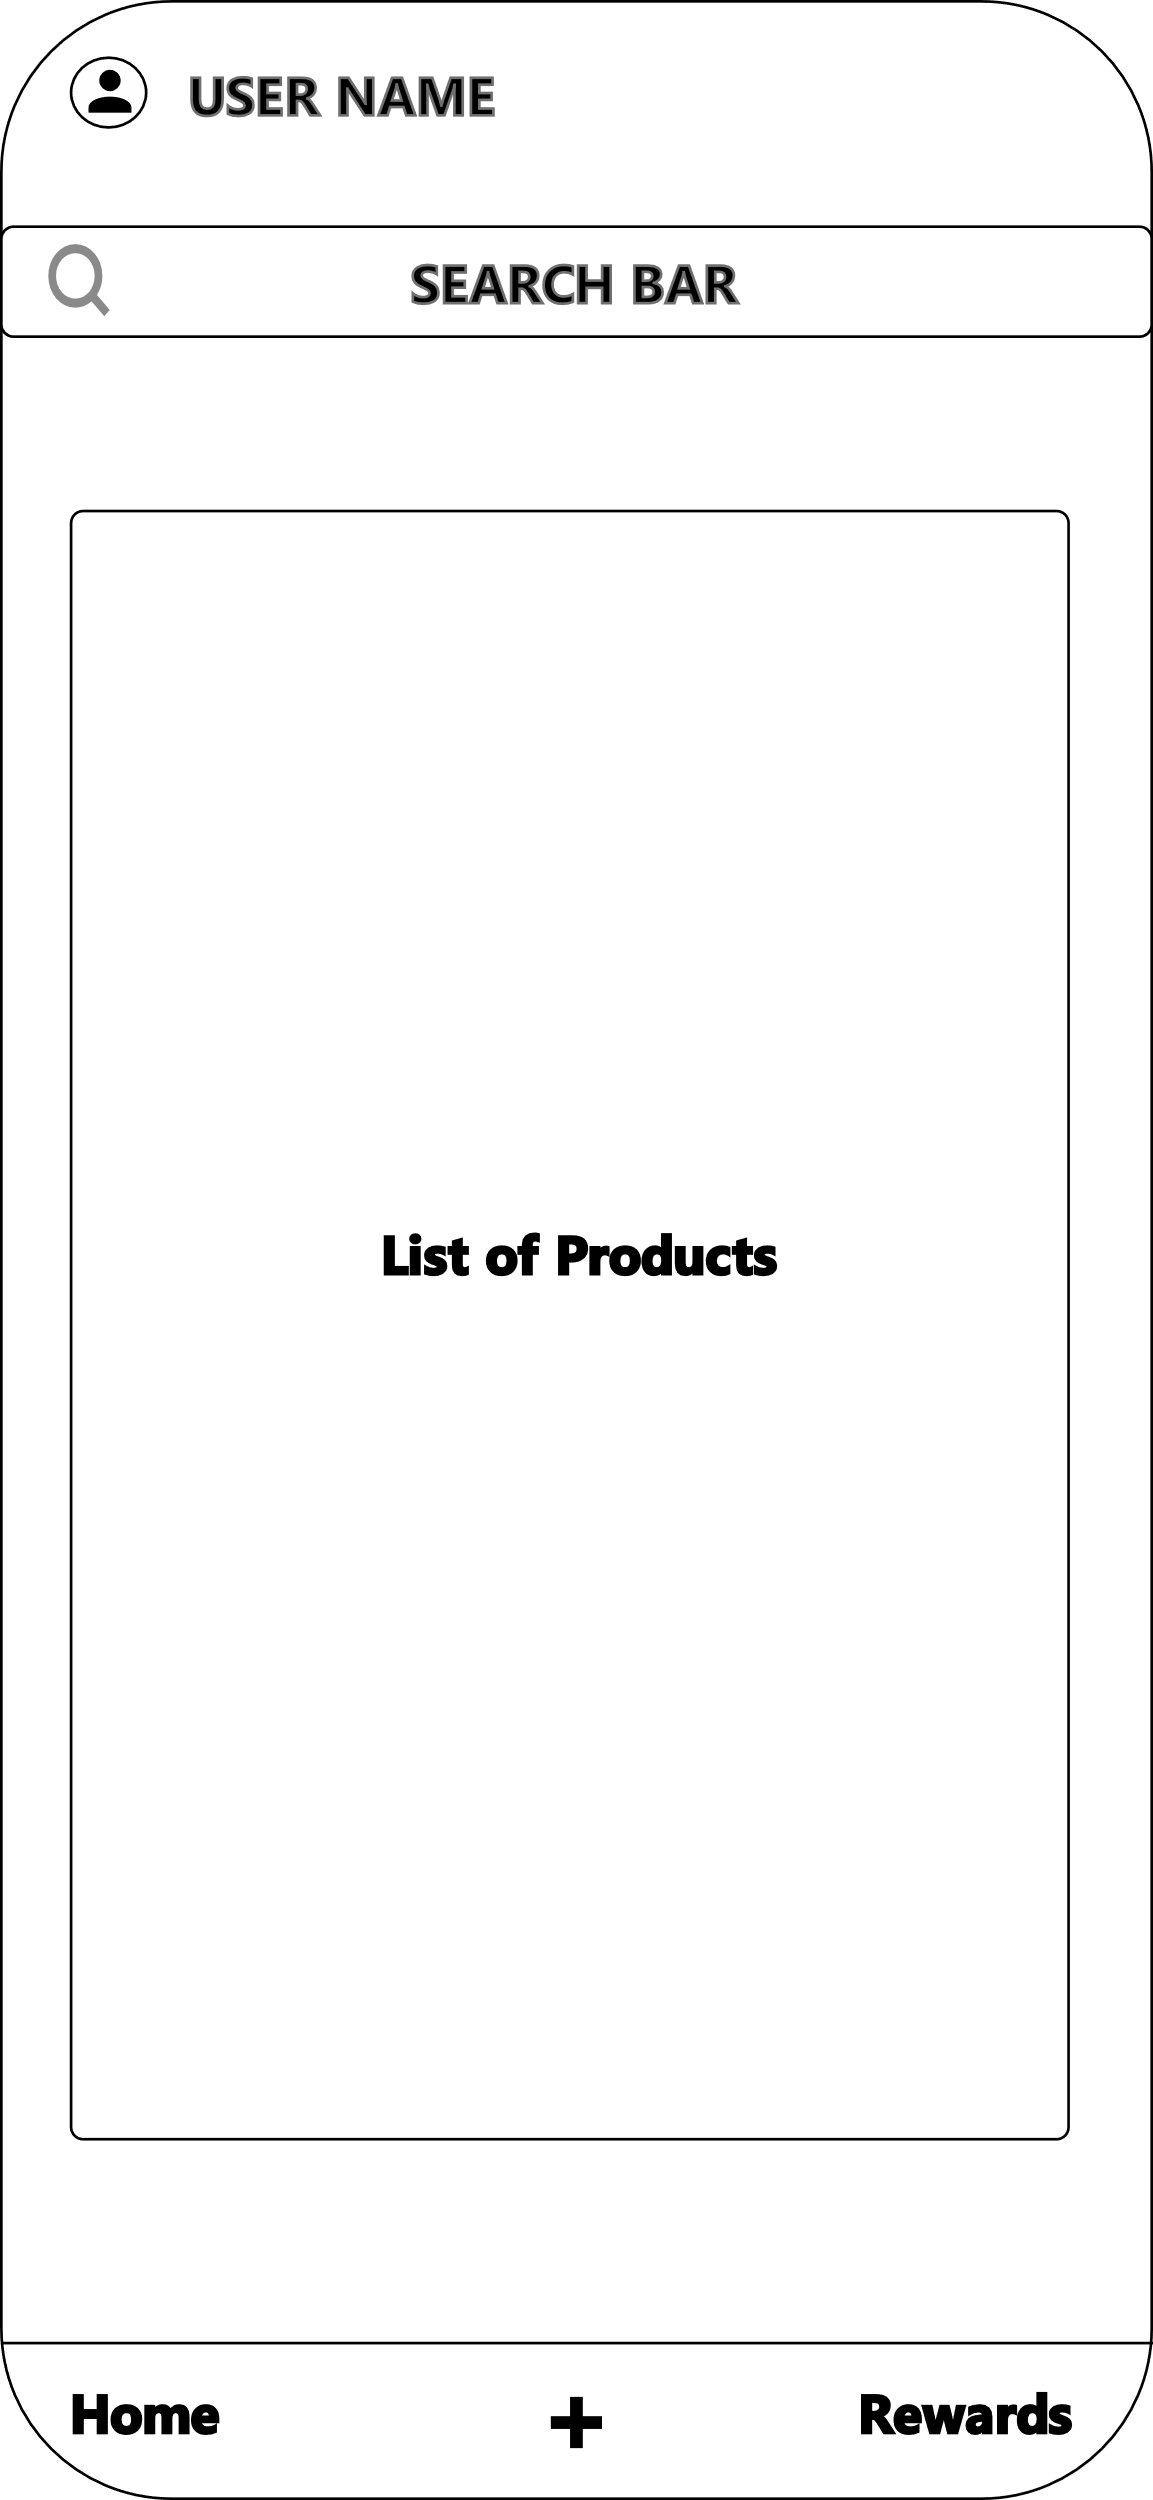 USER NAME
SEARCH BAR
List of Products
Home + Rewards